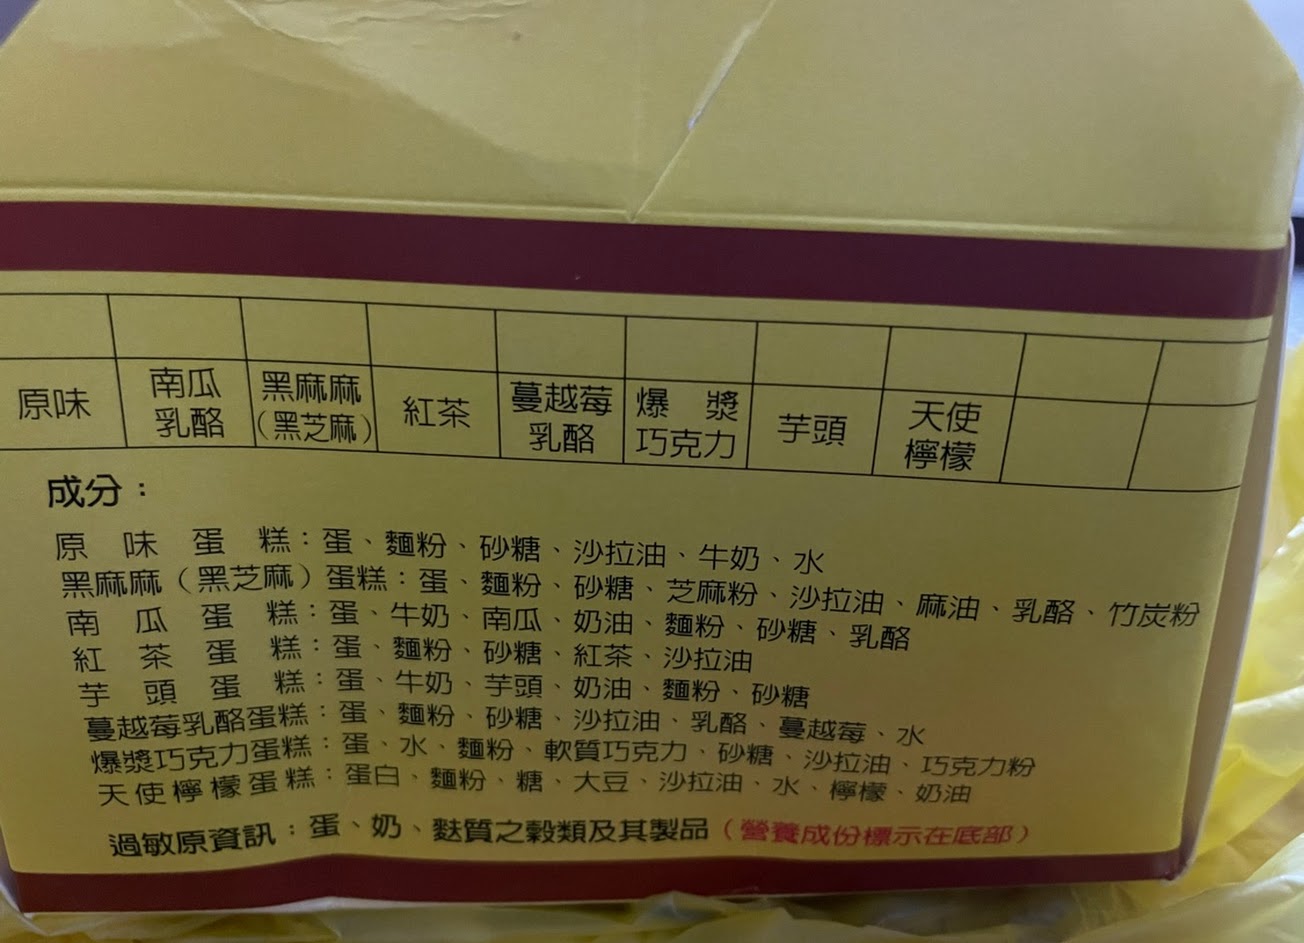 原味 南瓜乳酪 黑麻麻(黑芝麻) 紅茶 蔓越莓乳酪 爆漿巧克力 芋頭 天使檸檬
成分：
原味蛋糕：蛋、麵粉、砂糖、沙拉油、牛奶、水
黑麻麻（黑芝麻）蛋糕：蛋、麵粉、砂糖、芝麻粉、沙拉油、麻油、乳酪、竹炭粉
南瓜蛋糕：蛋、牛奶、南瓜、奶油、麵粉、砂糖、乳酪
紅茶蛋糕：蛋、麵粉、砂糖、紅茶、沙拉油
芋頭蛋糕：蛋、牛奶、芋頭、奶油、麵粉、砂糖
蔓越莓乳酪蛋糕：蛋、麵粉、砂糖、沙拉油、乳酪、蔓越莓、水
爆漿巧克力蛋糕：蛋、水、麵粉、軟質巧克力、砂糖、沙拉油、巧克力粉
天使檸檬蛋糕：蛋白、麵粉、糖、大豆、沙拉油、水、檸檬、奶油
過敏原資訊：蛋、奶、麩質之穀類及其製品（營養成份標示在底部）